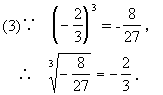 (3)∵ (-2/3)^3 = -8/27,
∴ ∛(-8/27) = -2/3.